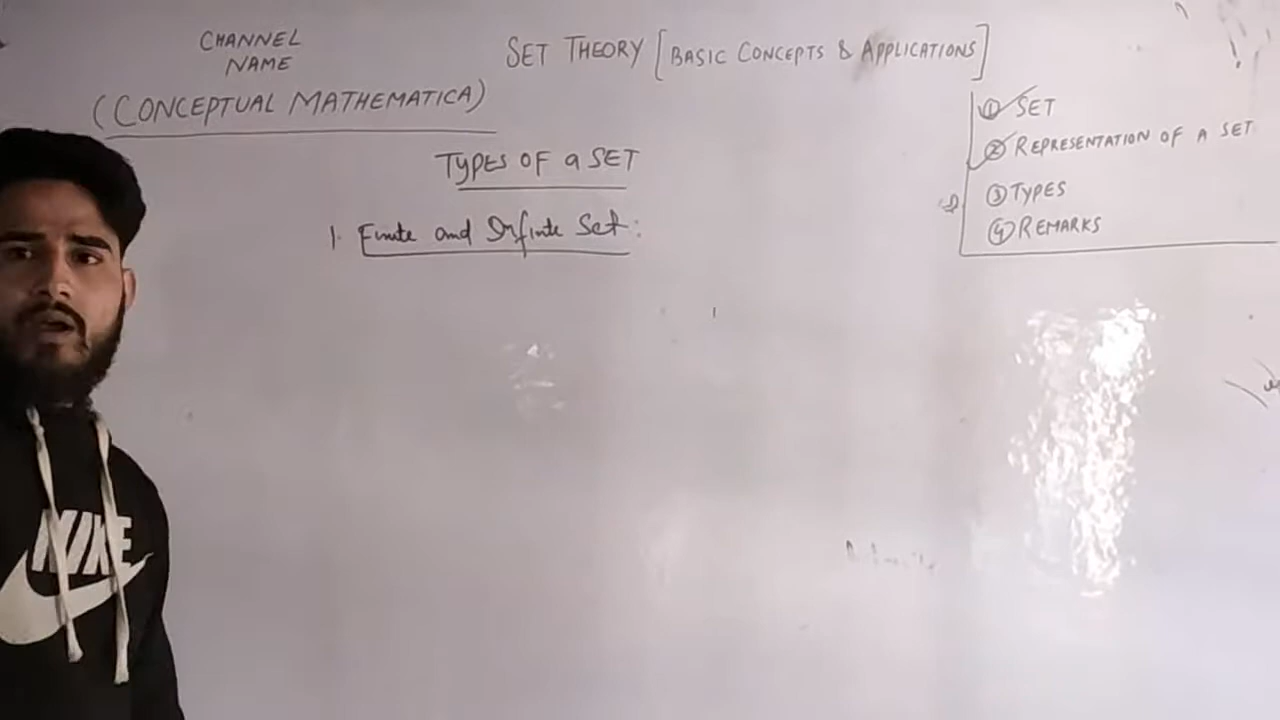 CHANNEL
NAME
(CONCEPTUAL MATHEMATICA)
SET THEORY [BASIC CONCEPTS & APPLICATIONS]
① SET
② REPRESENTATION OF A SET
③ TYPES
④ REMARKS
TYPES OF a SET
1. Finite and Infinite Set:
NIKE